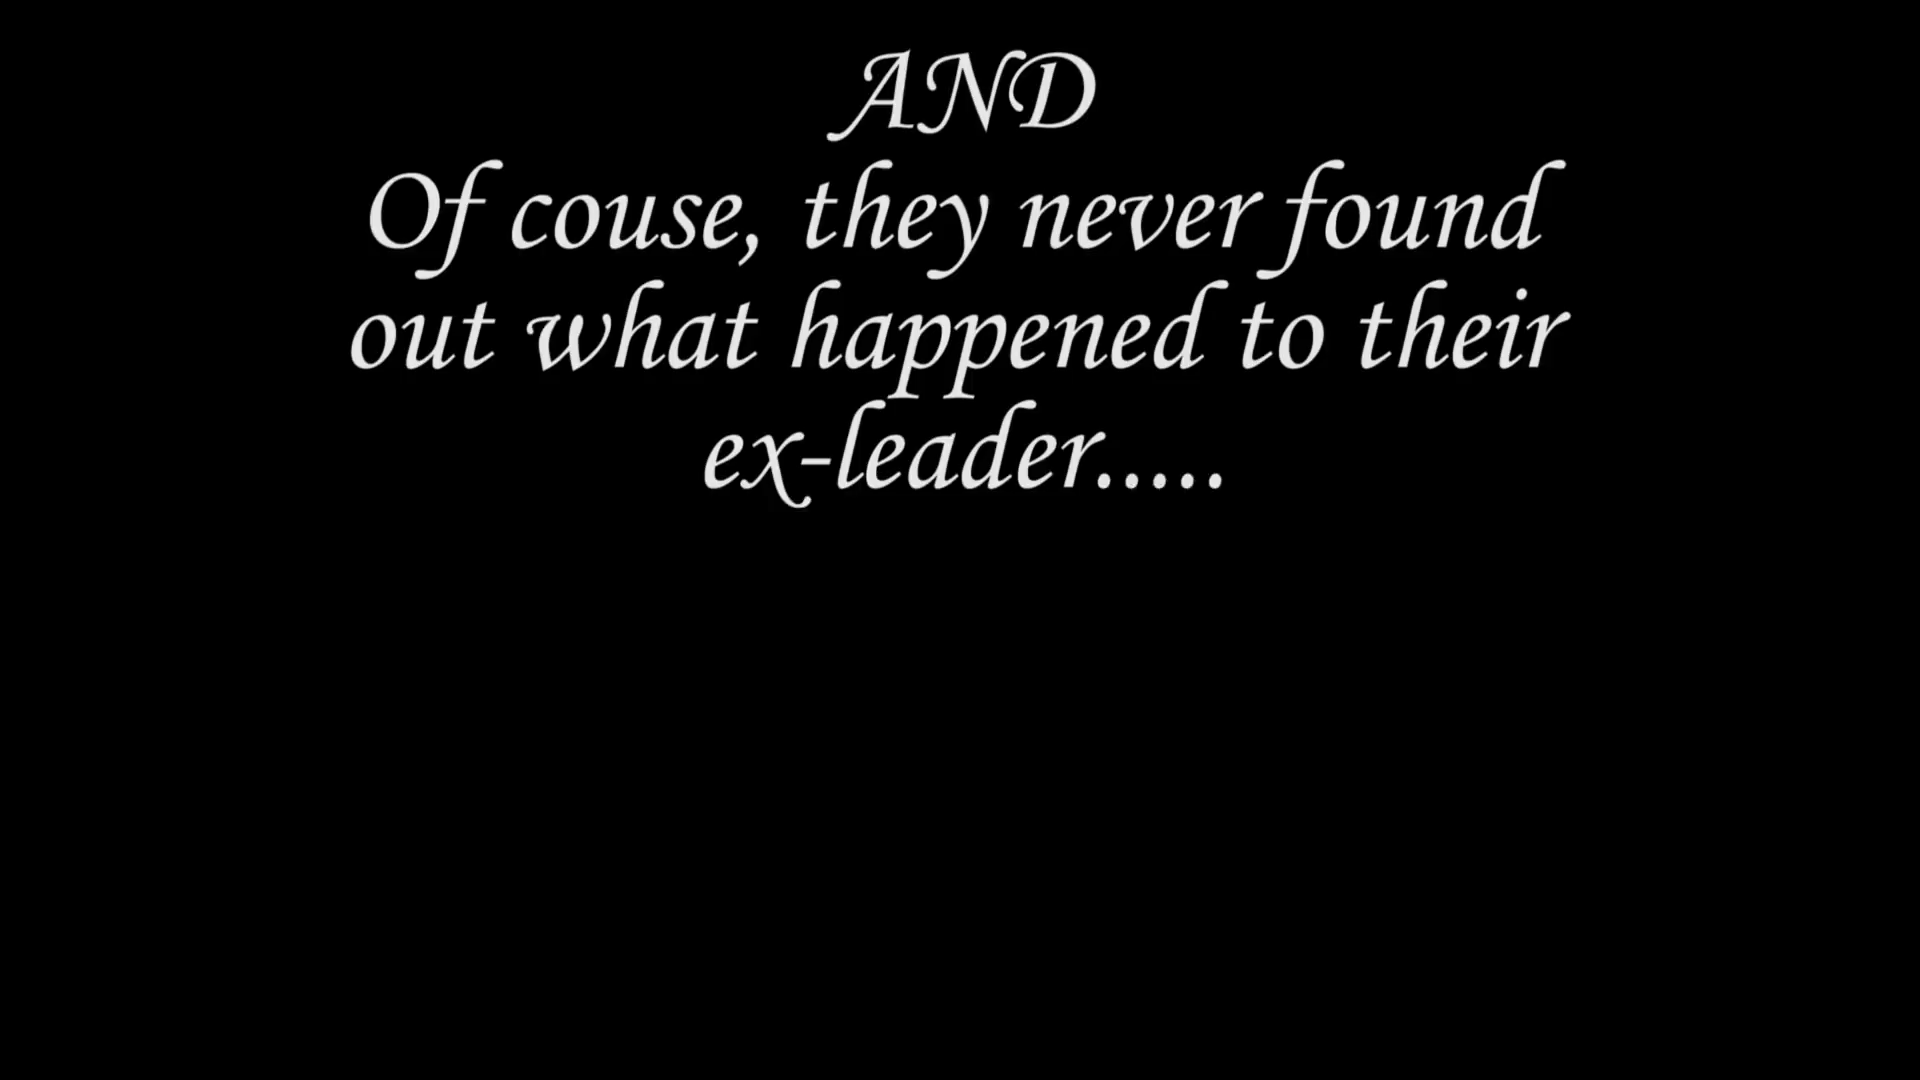 AND
Of couse, they never found
out what happened to their
ex-leader.....